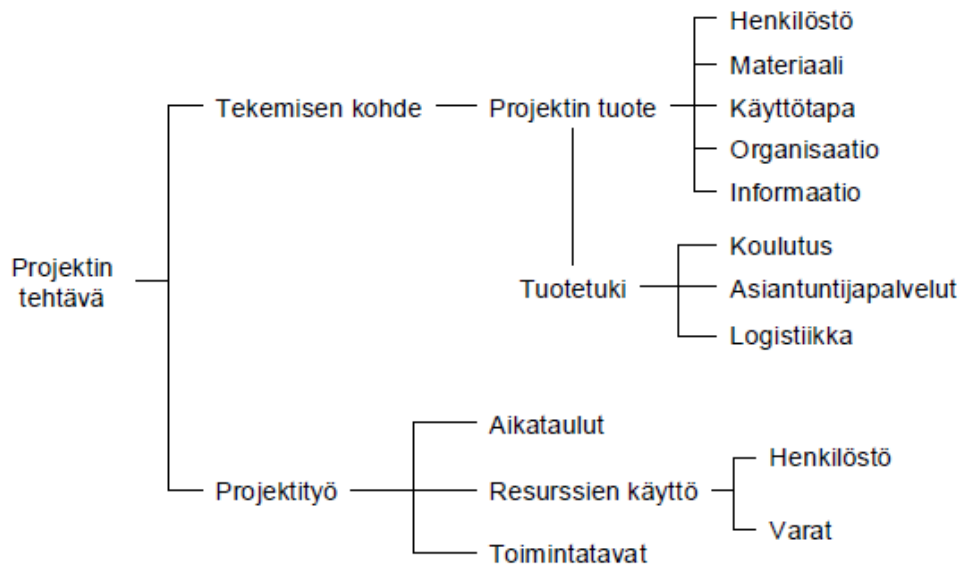 Henkilöstö
Materiaali
Tekemisen kohde
Projektin tuote
Käyttötapa
Organisaatio
Informaatio
Koulutus
Projektin
tehtävä
Tuotetuki
Asiantuntijapalvelut
Logistiikka
Aikataulut
Henkilöstö
Projektityö
Resurssien käyttö
Varat
Toimintatavat